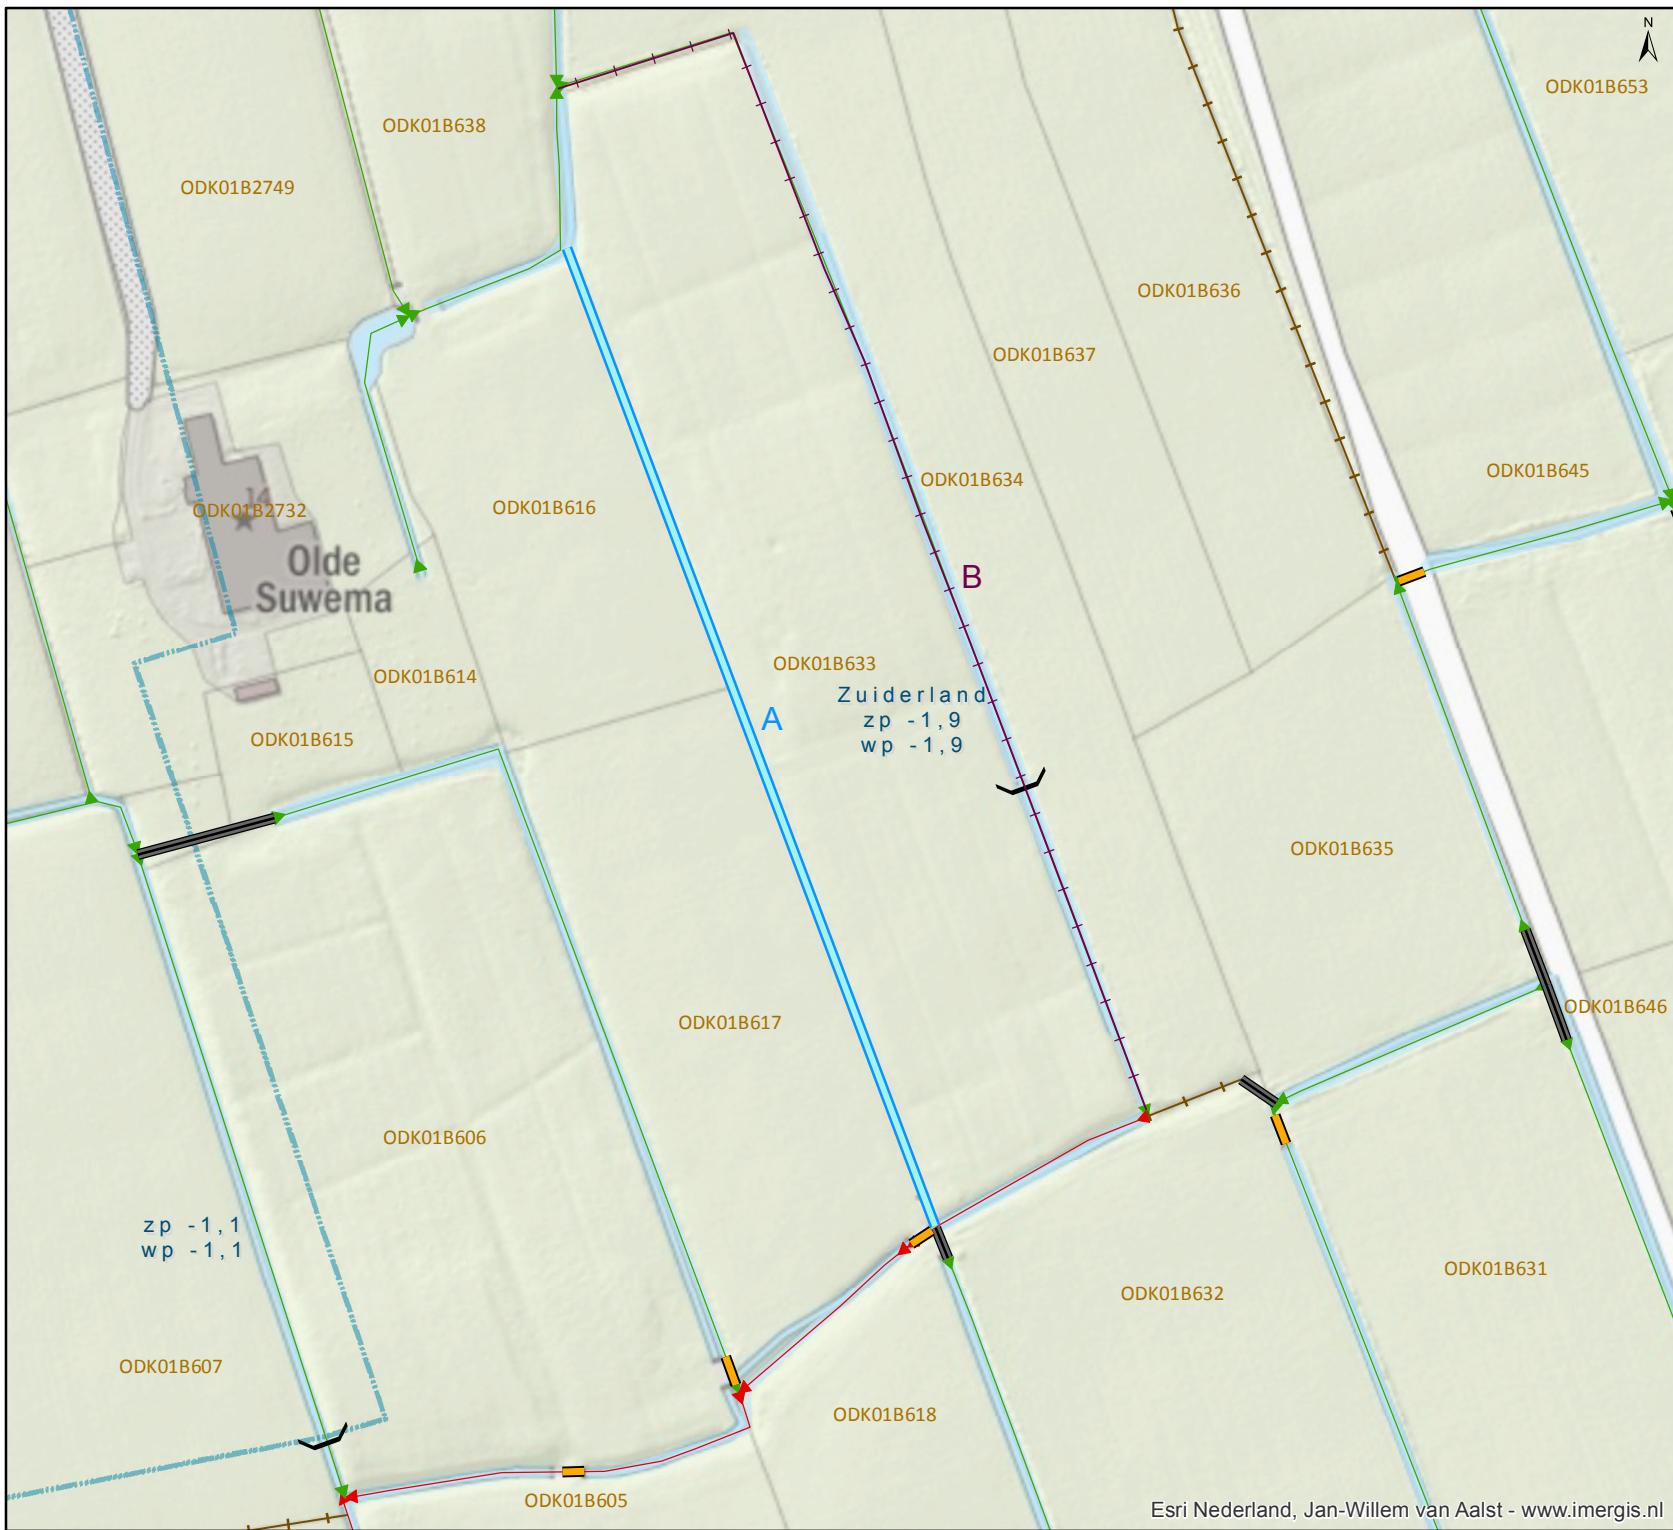 N
ODK01B653
ODK01B638
ODK01B2749
ODK01B636
ODK01B637
ODK01B645
ODK01B634
ODK01B616
14
ODK01B2732
Olde
Suwema
B
ODK01B633
ODK01B614
Zuiderland
zp -1,9
wp -1,9
A
ODK01B615
ODK01B635
ODK01B646
ODK01B617
ODK01B606
zp -1,1
wp -1,1
ODK01B631
ODK01B632
ODK01B607
ODK01B618
ODK01B605
Esri Nederland, Jan-Willem van Aalst - www.imergis.nl